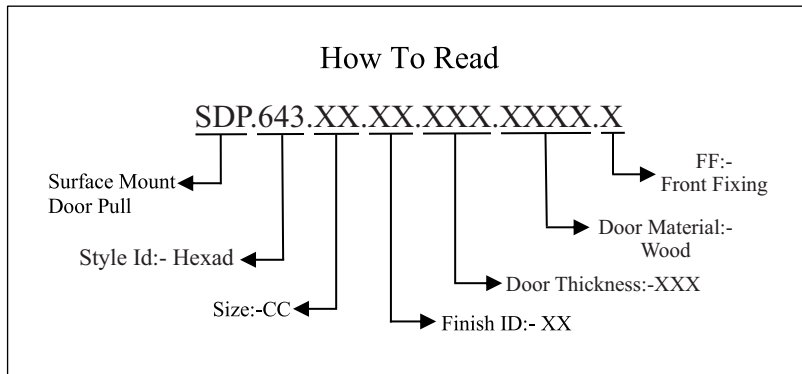 How To Read
SDP.643.XX.XX.XXX.XXXX.X
FF:-
Front Fixing
Surface Mount
Door Pull
Door Material:-
Wood
Style Id:- Hexad
Door Thickness:-XXX
Size:-CC
Finish ID:- XX